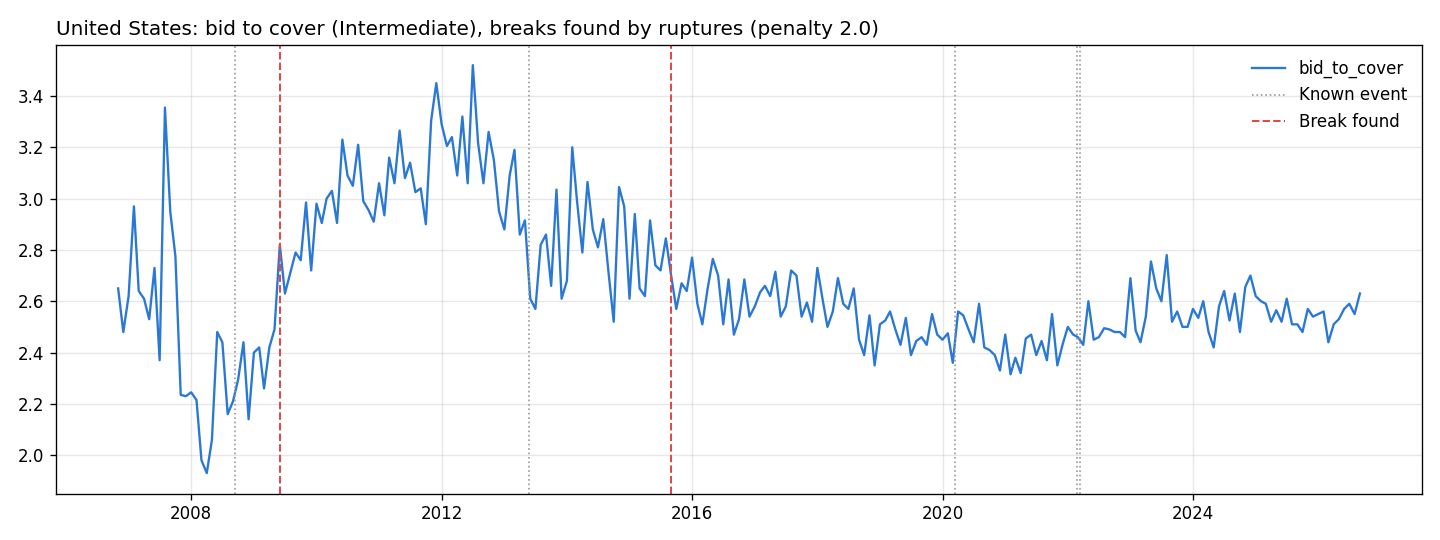 United States: bid to cover (Intermediate), breaks found by ruptures (penalty 2.0)
bid_to_cover
Known event
Break found
3.4
3.2
3.0
2.8
2.6
2.4
2.2
2.0
2008 2012 2016 2020 2024